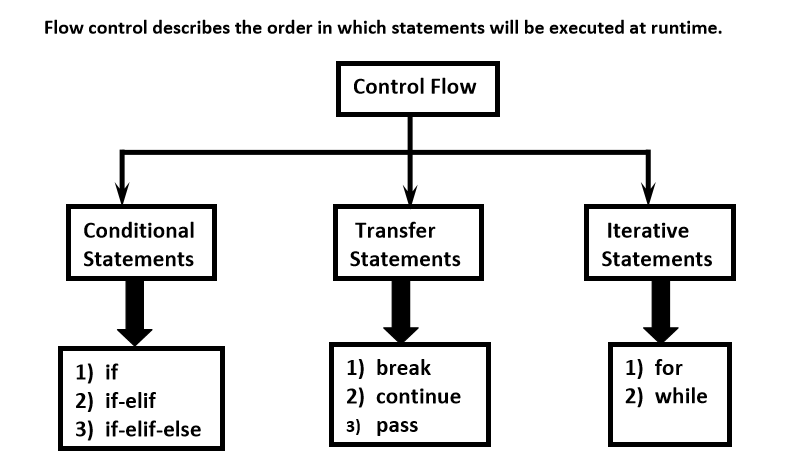 Flow control describes the order in which statements will be executed at runtime.
Control Flow
Conditional
Statements
Transfer
Statements
Iterative
Statements
1) if
2) if-elif
3) if-elif-else
1) break
2) continue
3) pass
1) for
2) while